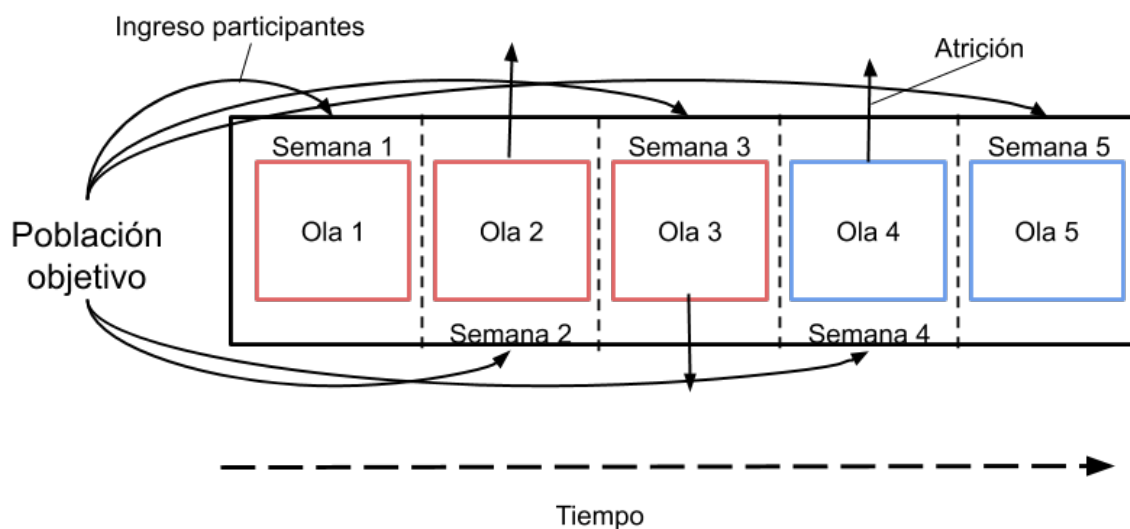 Ingreso participantes
Atrición
Semana 1
Semana 3
Semana 5
Población
objetivo
Ola 1
Ola 2
Ola 3
Ola 4
Ola 5
Semana 2
Semana 4
Tiempo